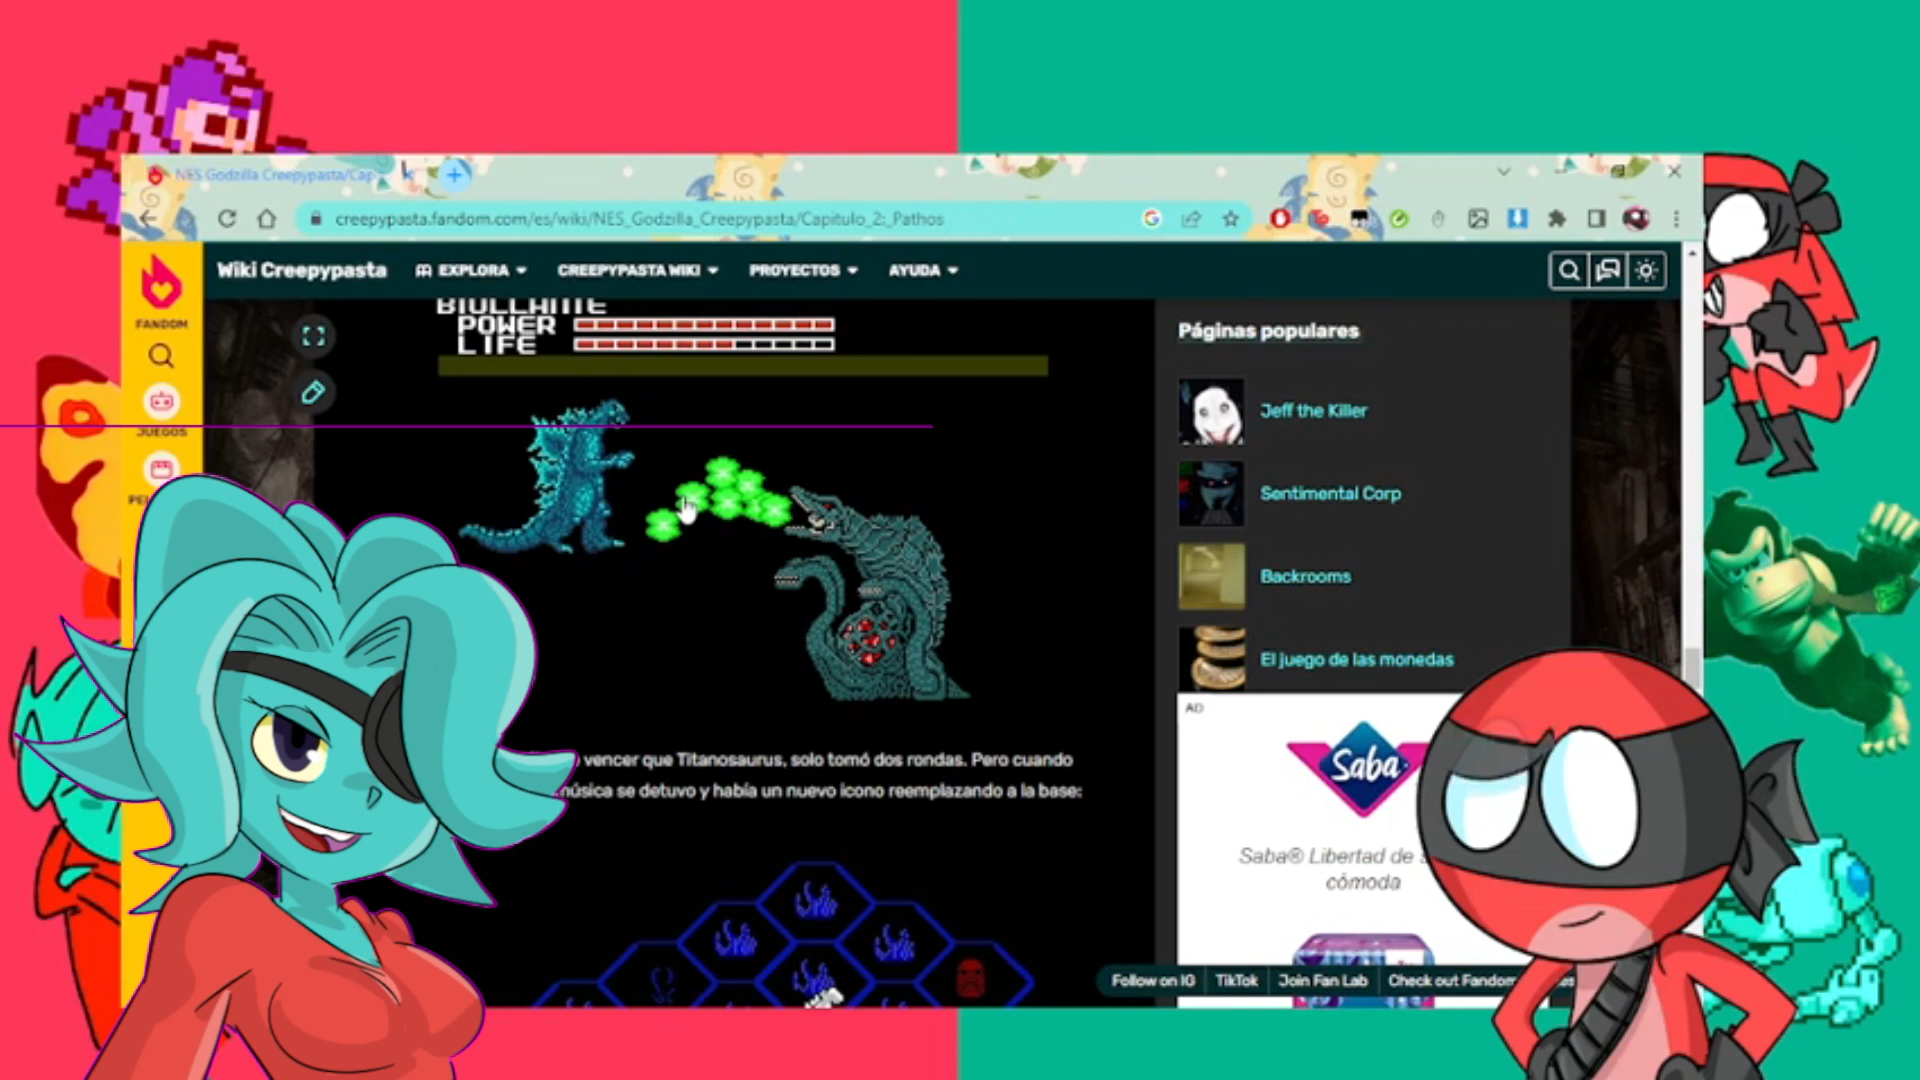 NES Godzilla Creepypasta/Cap
creepypasta.fandom.com/es/wiki/NES_Godzilla_Creepypasta/Capitulo_2:_Pathos
FANDOM
Wiki Creepypasta
EXPLORA
CREEPYPASTA WIKI
PROYECTOS
AYUDA
JUEGOS
BIOLLANTE
POWER
LIFE
Páginas populares
Jeff the Killer
Sentimental Corp
Backrooms
El juego de las monedas
vencer que Titanosaurus, solo tomó dos rondas. Pero cuando
música se detuvo y había un nuevo icono reemplazando a la base:
AD
Saba
Saba® Libertad de
cómoda
Follow on IG
TikTok
Join Fan Lab
Check out Fandom